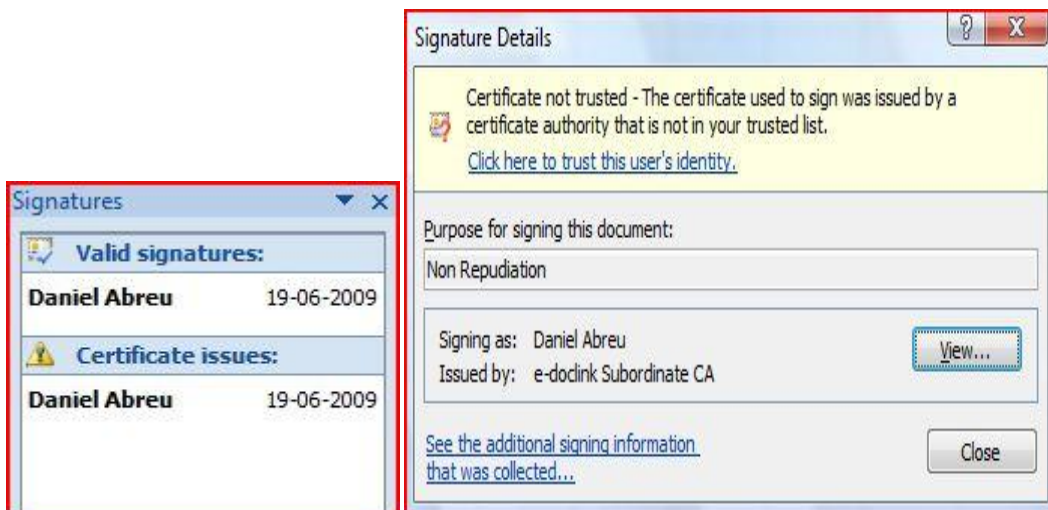 Signatures
Valid signatures:
Daniel Abreu 19-06-2009
Certificate issues:
Daniel Abreu 19-06-2009
Signature Details
Certificate not trusted - The certificate used to sign was issued by a
certificate authority that is not in your trusted list.
Click here to trust this user's identity.
Purpose for signing this document:
Non Repudiation
Signing as: Daniel Abreu
View...
Issued by: e-doclink Subordinate CA
See the additional signing information
that was collected...
Close